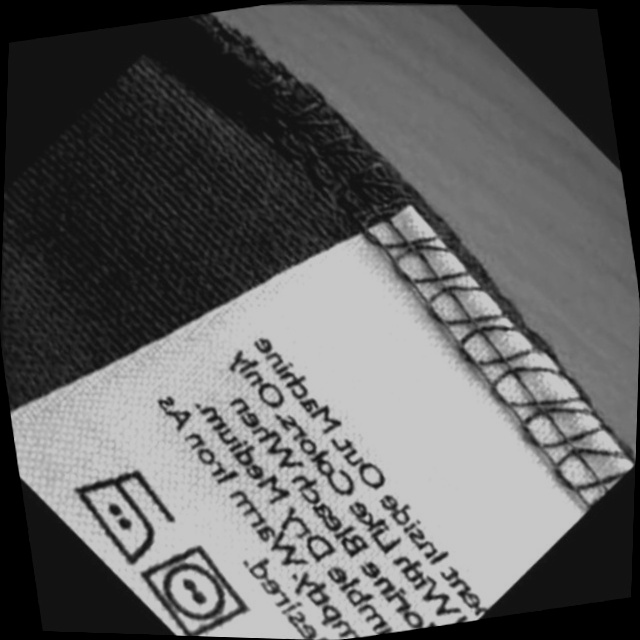 Inside Out. Machine
With Like Colors Only
Bleach When
Dry Medium.
Warm Iron As